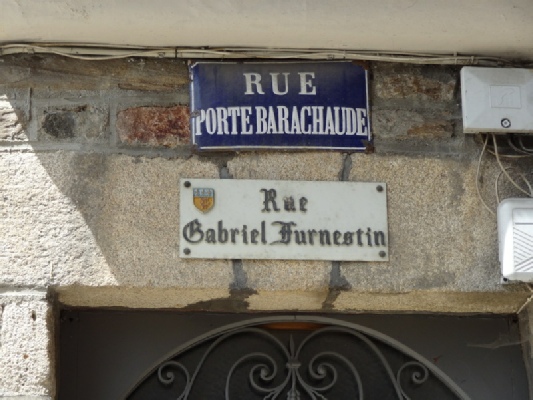 RUE
PORTE BARACHAUDE
Rue
Gabriel Furnestin